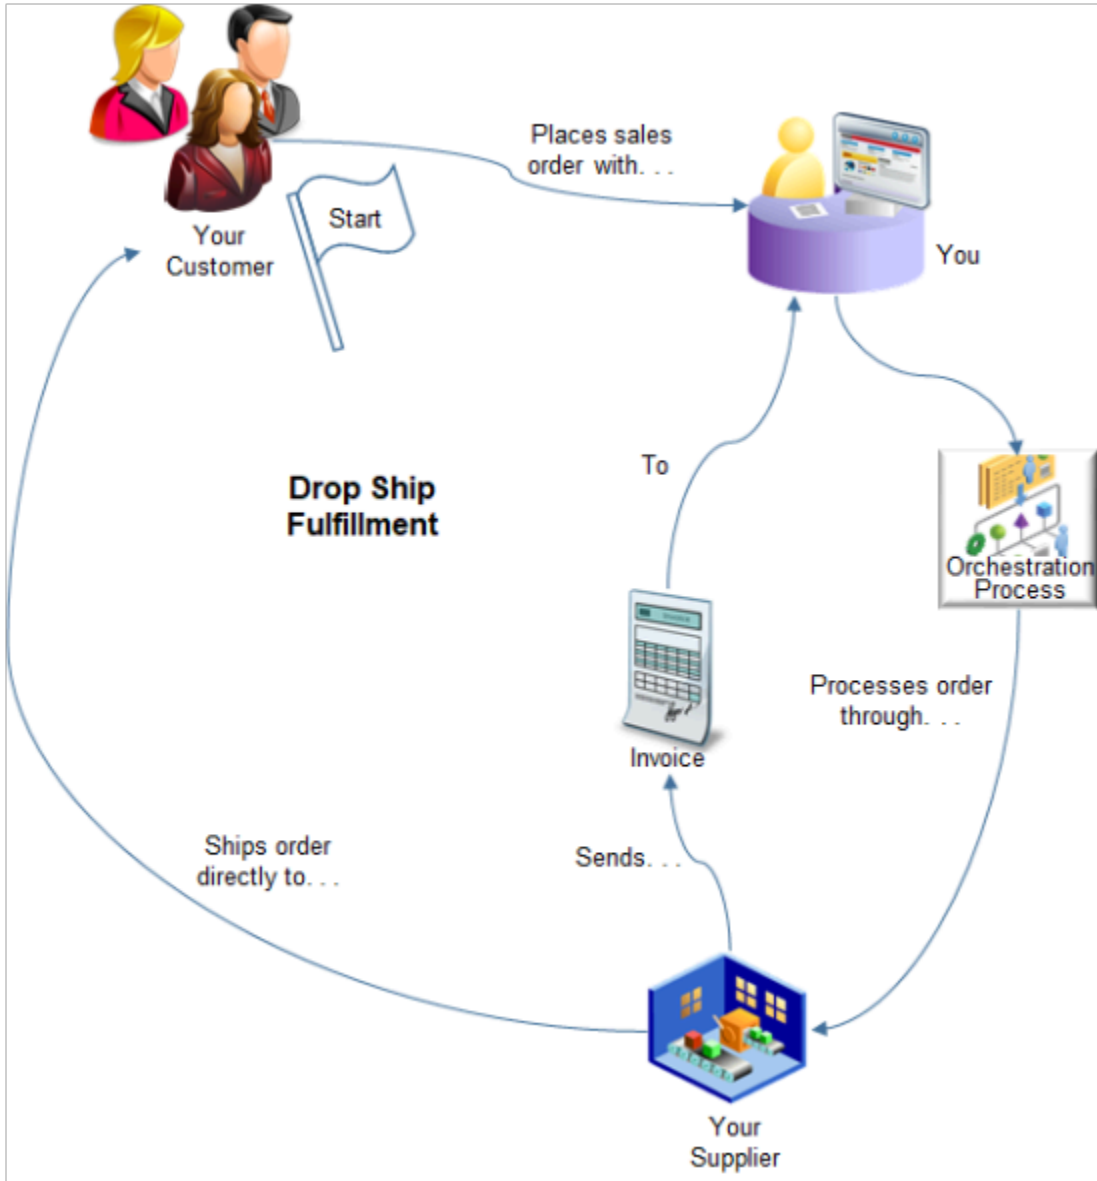 Places sales
order with. . .
Start
Your
Customer
You
To
Drop Ship
Fulfillment
Orchestration
Process
Invoice
Processes order
through. . .
Invoice
Ships order
directly to. . .
Sends. . .
Your
Supplier